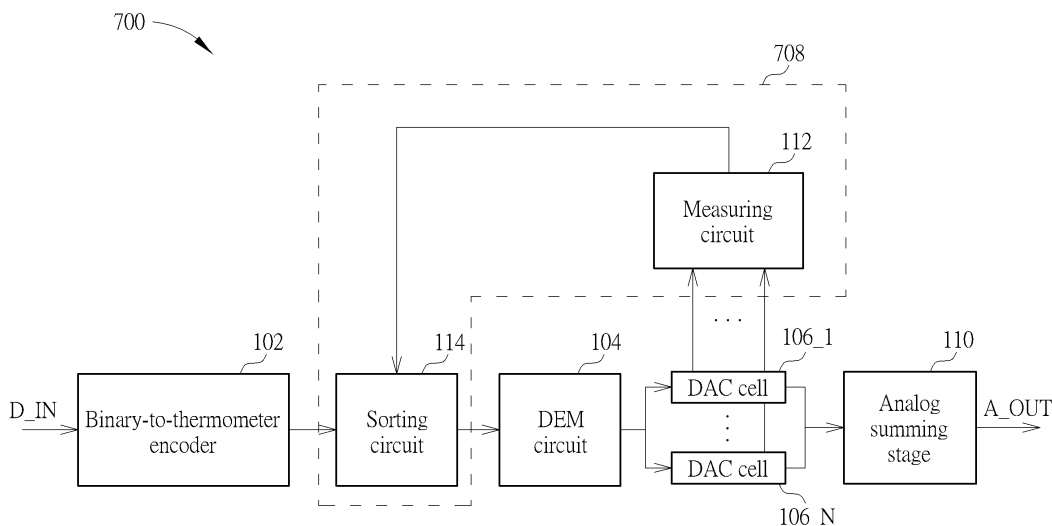 700
708
112
Measuring
circuit
. . .
102
114
104
106_1
110
D_IN
Binary-to-thermometer
encoder
Sorting
circuit
DEM
circuit
DAC cell
DAC cell
106_N
Analog
summing
stage
A_OUT